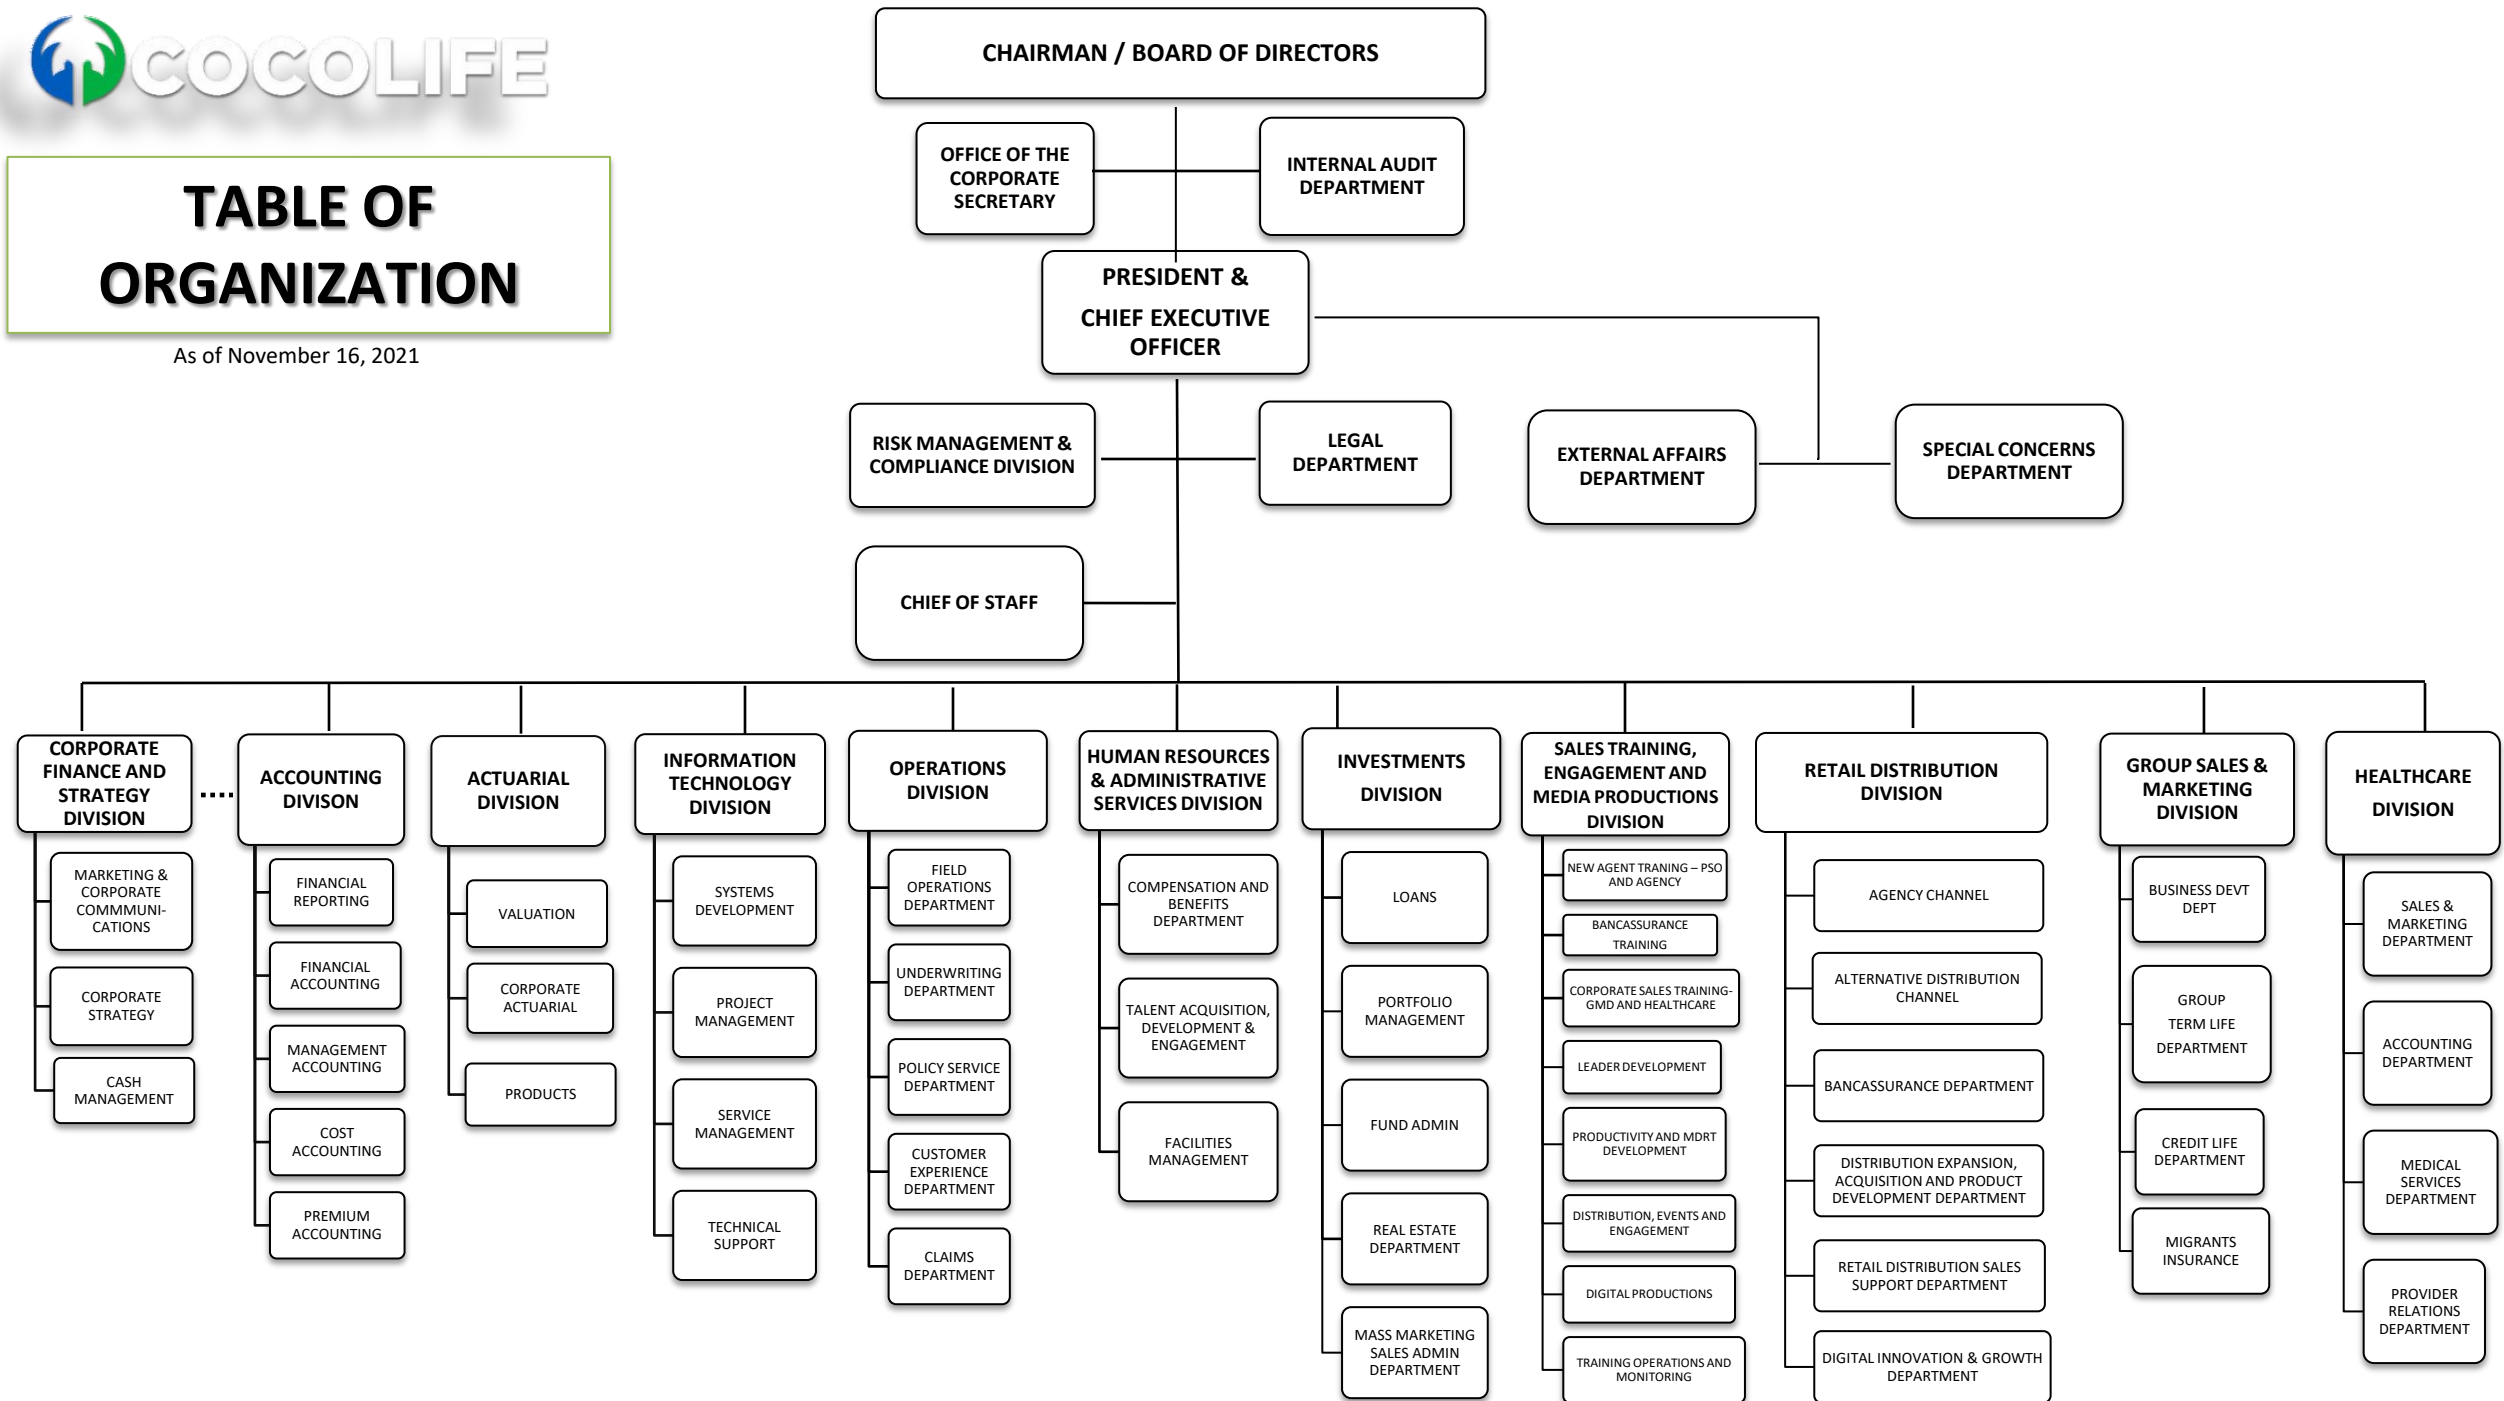 COCOLIFE
TABLE OF
ORGANIZATION
As of November 16, 2021
CHAIRMAN / BOARD OF DIRECTORS
OFFICE OF THE
CORPORATE
SECRETARY
INTERNAL AUDIT
DEPARTMENT
PRESIDENT &
CHIEF EXECUTIVE
OFFICER
RISK MANAGEMENT &
COMPLIANCE DIVISION
LEGAL
DEPARTMENT
EXTERNAL AFFAIRS
DEPARTMENT
SPECIAL CONCERNS
DEPARTMENT
CHIEF OF STAFF
CORPORATE
FINANCE AND
STRATEGY
DIVISION
MARKETING &
CORPORATE
COMMMUNI-
CATIONS
CORPORATE
STRATEGY
CASH
MANAGEMENT
ACCOUNTING
DIVISON
FINANCIAL
REPORTING
FINANCIAL
ACCOUNTING
MANAGEMENT
ACCOUNTING
COST
ACCOUNTING
PREMIUM
ACCOUNTING
ACTUARIAL
DIVISION
VALUATION
CORPORATE
ACTUARIAL
PRODUCTS
INFORMATION
TECHNOLOGY
DIVISION
SYSTEMS
DEVELOPMENT
PROJECT
MANAGEMENT
SERVICE
MANAGEMENT
TECHNICAL
SUPPORT
OPERATIONS
DIVISION
FIELD
OPERATIONS
DEPARTMENT
UNDERWRITING
DEPARTMENT
POLICY SERVICE
DEPARTMENT
CUSTOMER
EXPERIENCE
DEPARTMENT
CLAIMS
DEPARTMENT
HUMAN RESOURCES
& ADMINISTRATIVE
SERVICES DIVISION
COMPENSATION AND
BENEFITS
DEPARTMENT
TALENT ACQUISITION,
DEVELOPMENT &
ENGAGEMENT
FACILITIES
MANAGEMENT
INVESTMENTS
DIVISION
LOANS
PORTFOLIO
MANAGEMENT
FUND ADMIN
REAL ESTATE
DEPARTMENT
MASS MARKETING
SALES ADMIN
DEPARTMENT
SALES TRAINING,
ENGAGEMENT AND
MEDIA PRODUCTIONS
DIVISION
NEW AGENT TRANING – PSO
AND AGENCY
BANCASSURANCE
TRAINING
CORPORATE SALES TRAINING-
GMD AND HEALTHCARE
LEADER DEVELOPMENT
PRODUCTIVITY AND MDRT
DEVELOPMENT
DISTRIBUTION, EVENTS AND
ENGAGEMENT
DIGITAL PRODUCTIONS
TRAINING OPERATIONS AND
MONITORING
RETAIL DISTRIBUTION
DIVISION
AGENCY CHANNEL
ALTERNATIVE DISTRIBUTION
CHANNEL
BANCASSURANCE DEPARTMENT
DISTRIBUTION EXPANSION,
ACQUISITION AND PRODUCT
DEVELOPMENT DEPARTMENT
RETAIL DISTRIBUTION SALES
SUPPORT DEPARTMENT
DIGITAL INNOVATION & GROWTH
DEPARTMENT
GROUP SALES &
MARKETING
DIVISION
BUSINESS DEVT
DEPT
GROUP
TERM LIFE
DEPARTMENT
CREDIT LIFE
DEPARTMENT
MIGRANTS
INSURANCE
HEALTHCARE
DIVISION
SALES &
MARKETING
DEPARTMENT
ACCOUNTING
DEPARTMENT
MEDICAL
SERVICES
DEPARTMENT
PROVIDER
RELATIONS
DEPARTMENT